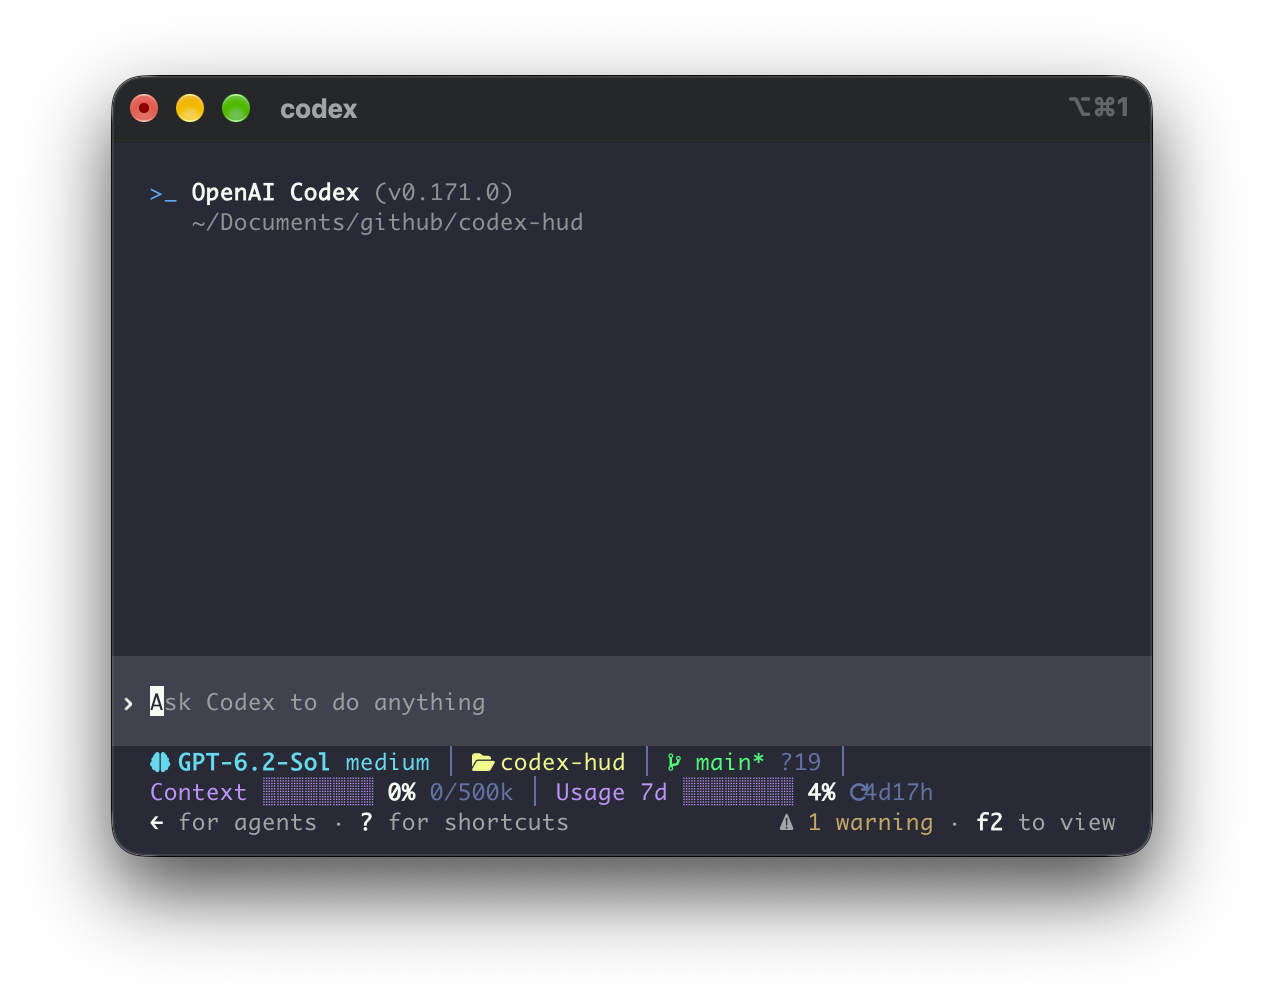 codex ⌥⌘1
>_ OpenAI Codex (v0.171.0)
~/Documents/github/codex-hud
› Ask Codex to do anything
GPT-6.2-Sol medium │ codex-hud │ main* ?19 │
Context 0% 0/500k │ Usage 7d 4% ⟳4d17h
← for agents · ? for shortcuts ⚠ 1 warning · f2 to view